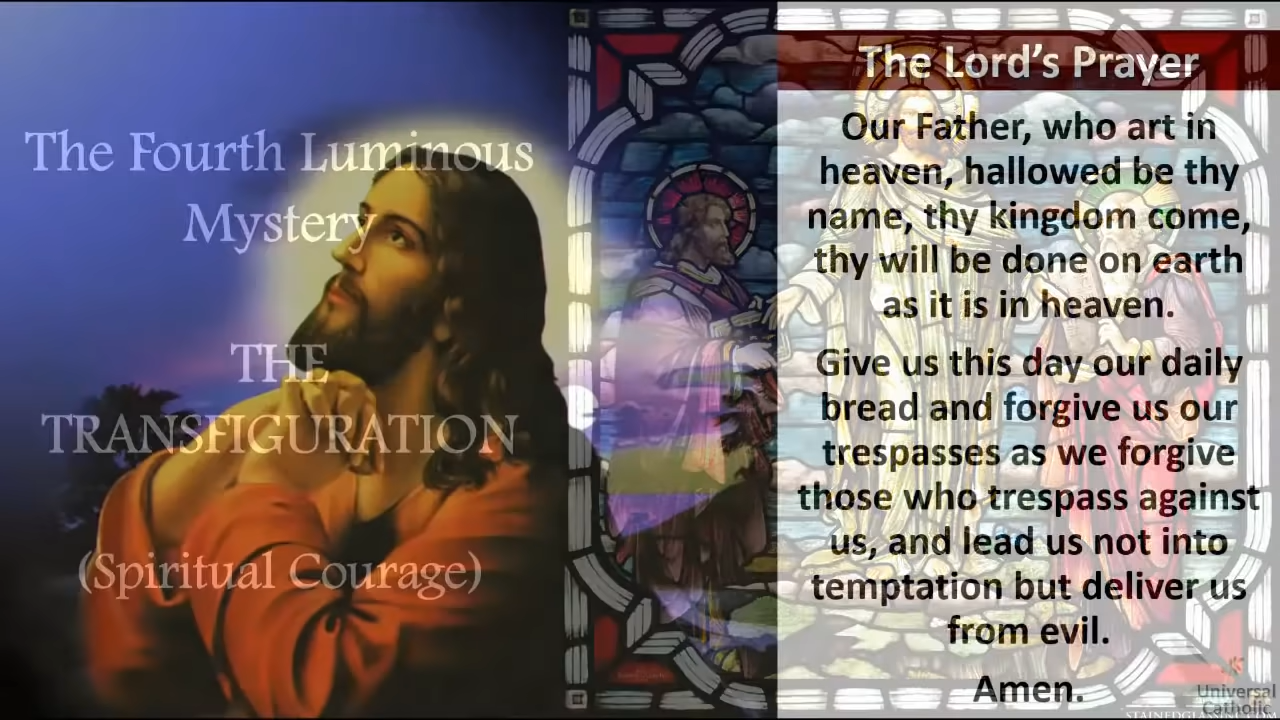 The Fourth Luminous
Mystery
THE
TRANSFIGURATION
(Spiritual Courage)
The Lord's Prayer
Our Father, who art in
heaven, hallowed be thy
name, thy kingdom come,
thy will be done on earth
as it is in heaven.
Give us this day our daily
bread and forgive us our
trespasses as we forgive
those who trespass against
us, and lead us not into
temptation but deliver us
from evil.
Amen.
Universal
Catholic